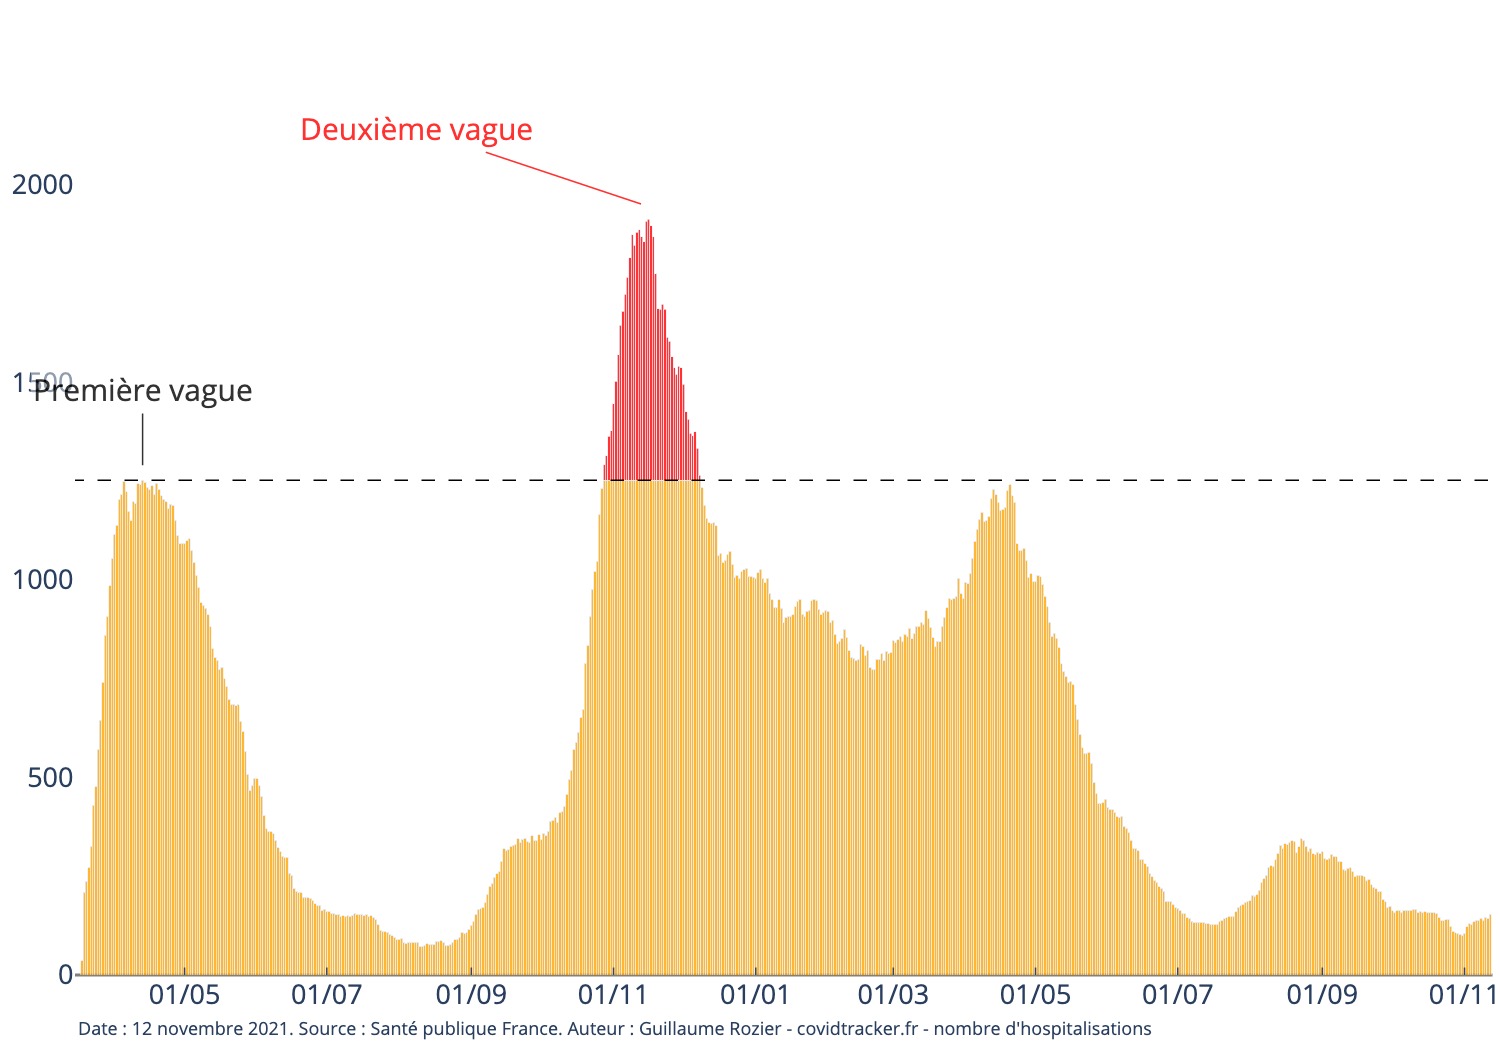 Deuxième vague
2000
1500
Première vague
1000
500
0
01/05 01/07 01/09 01/11 01/01 01/03 01/05 01/07 01/09 01/11
Date : 12 novembre 2021. Source : Santé publique France. Auteur : Guillaume Rozier - covidtracker.fr - nombre d'hospitalisations